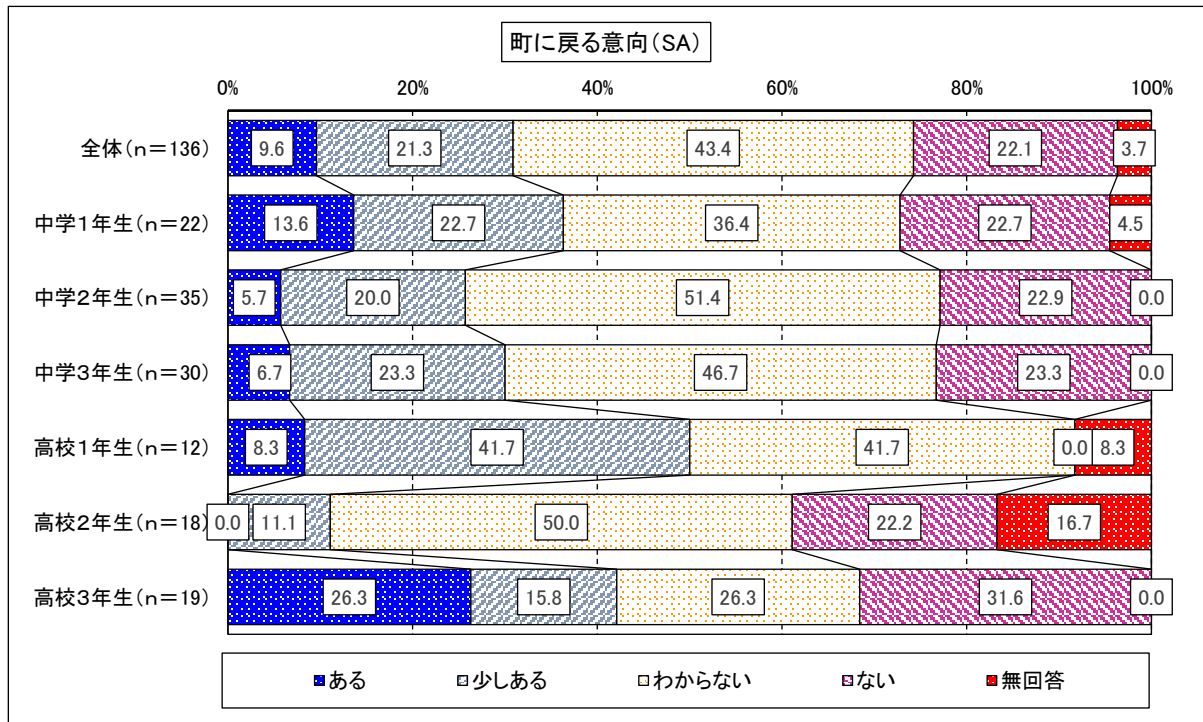 町に戻る意向(SA)
0% 20% 40% 60% 80% 100%
全体(n=136) 9.6 21.3 43.4 22.1 3.7
中学1年生(n=22) 13.6 22.7 36.4 22.7 4.5
中学2年生(n=35) 5.7 20.0 51.4 22.9 0.0
中学3年生(n=30) 6.7 23.3 46.7 23.3 0.0
高校1年生(n=12) 8.3 41.7 41.7 0.0 8.3
高校2年生(n=18) 0.0 11.1 50.0 22.2 16.7
高校3年生(n=19) 26.3 15.8 26.3 31.6 0.0
ある 少しある わからない ない 無回答